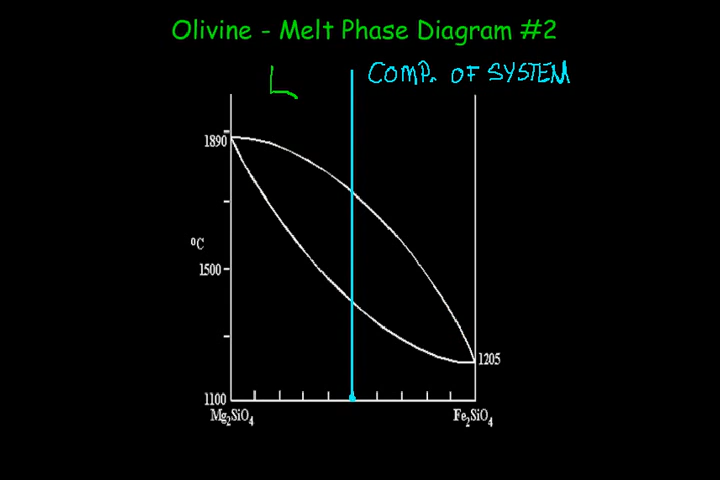 Olivine - Melt Phase Diagram #2
L
COMP. OF SYSTEM
1890
°C
1500
1205
1100
Mg₂SiO₄
Fe₂SiO₄